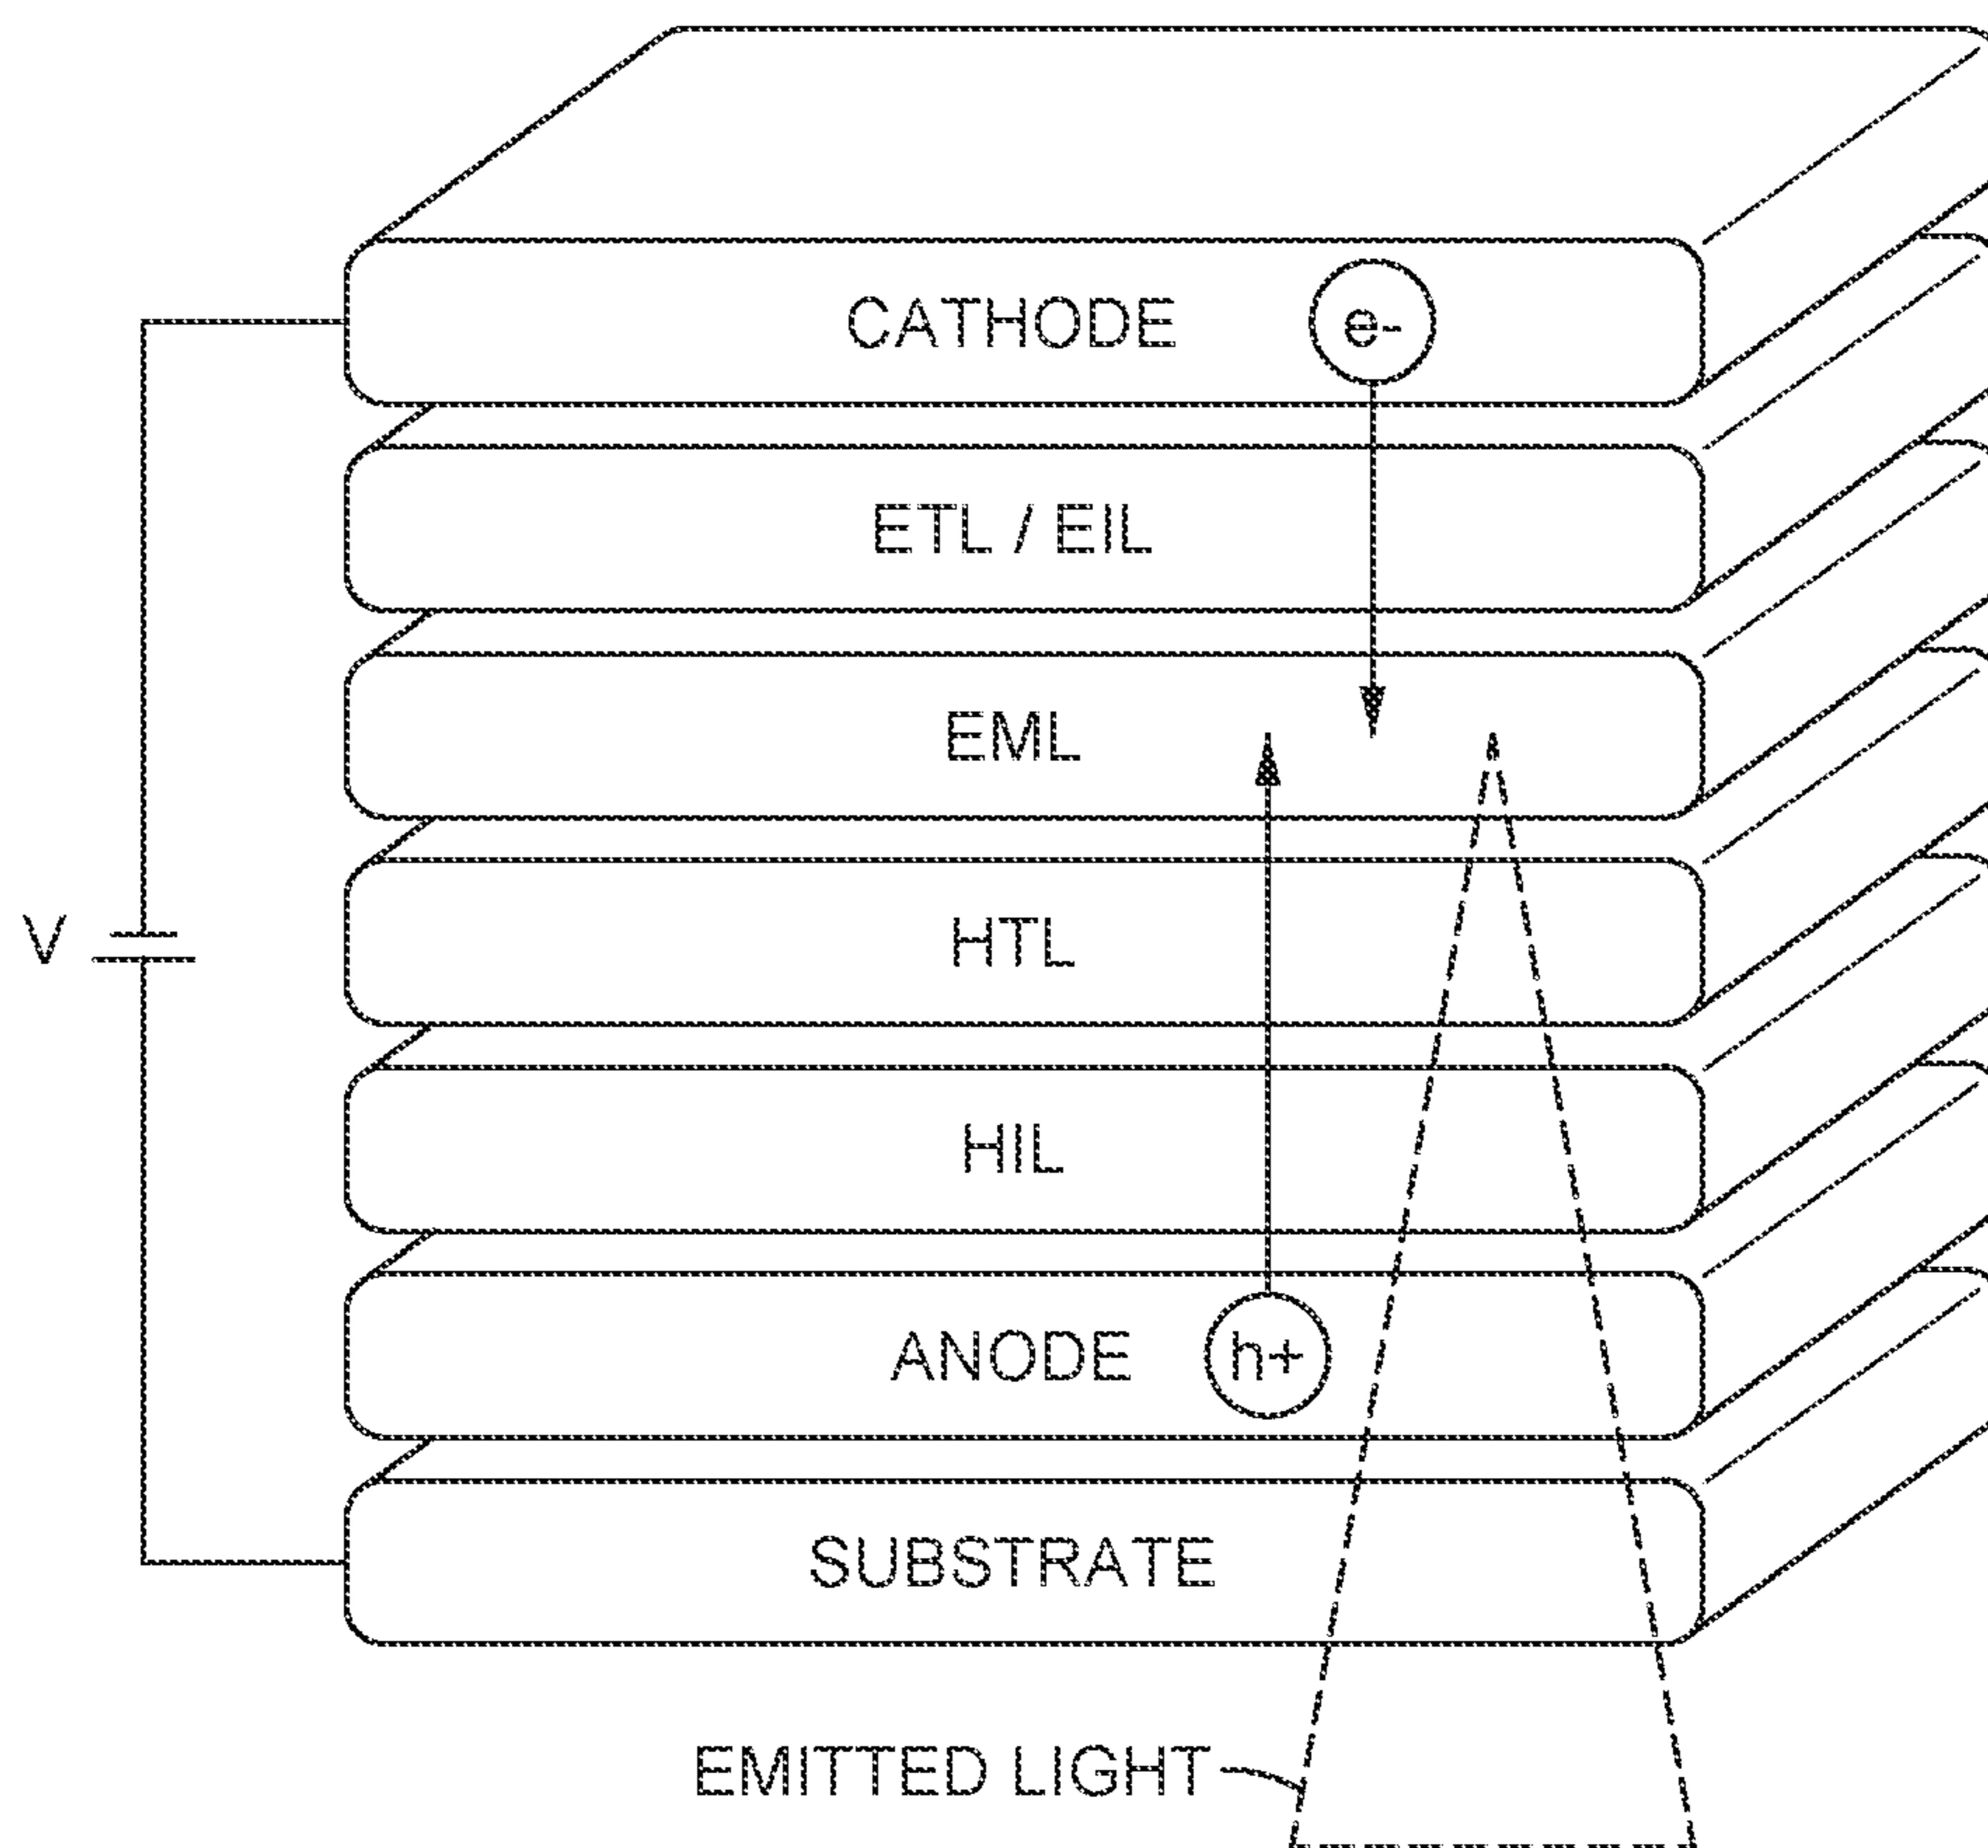 CATHODE e-
ETL / EIL
EML
V
HTL
HIL
ANODE h+
SUBSTRATE
EMITTED LIGHT